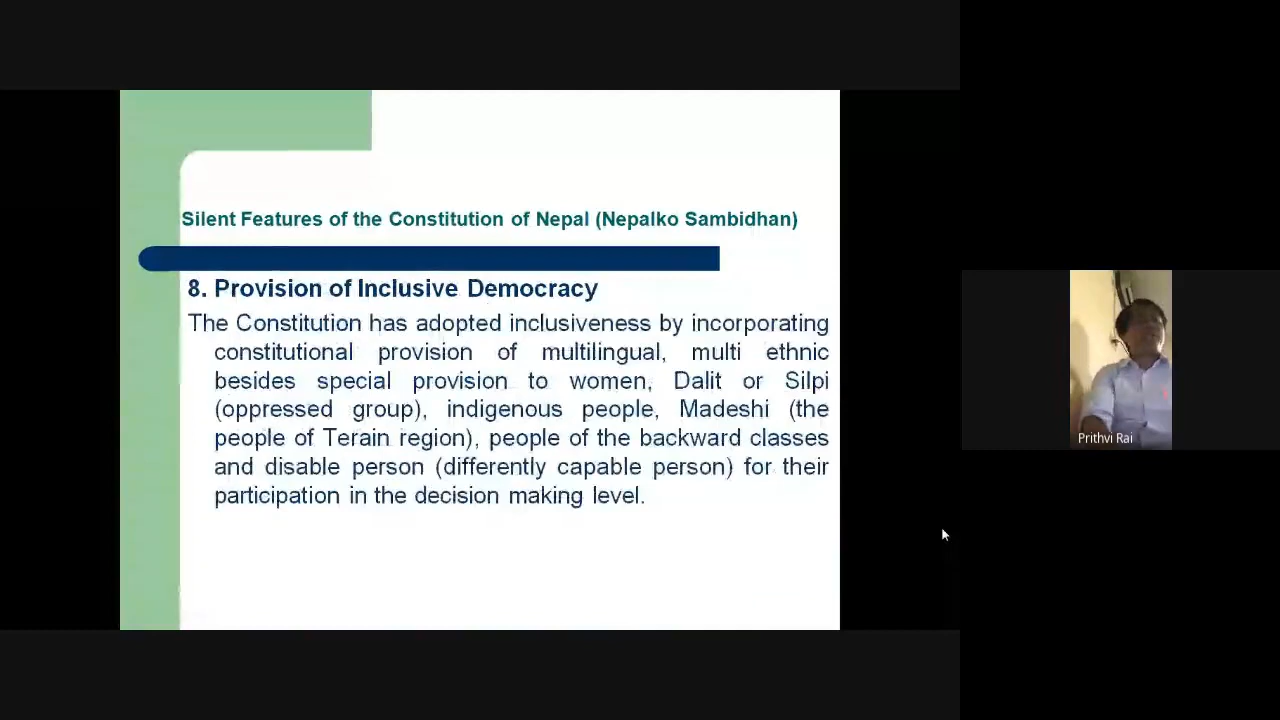 Silent Features of the Constitution of Nepal (Nepalko Sambidhan)
8. Provision of Inclusive Democracy
The Constitution has adopted inclusiveness by incorporating
constitutional provision of multilingual, multi ethnic
besides special provision to women, Dalit or Silpi
(oppressed group), indigenous people, Madeshi (the
people of Terain region), people of the backward classes
and disable person (differently capable person) for their
participation in the decision making level.
Prithvi Rai